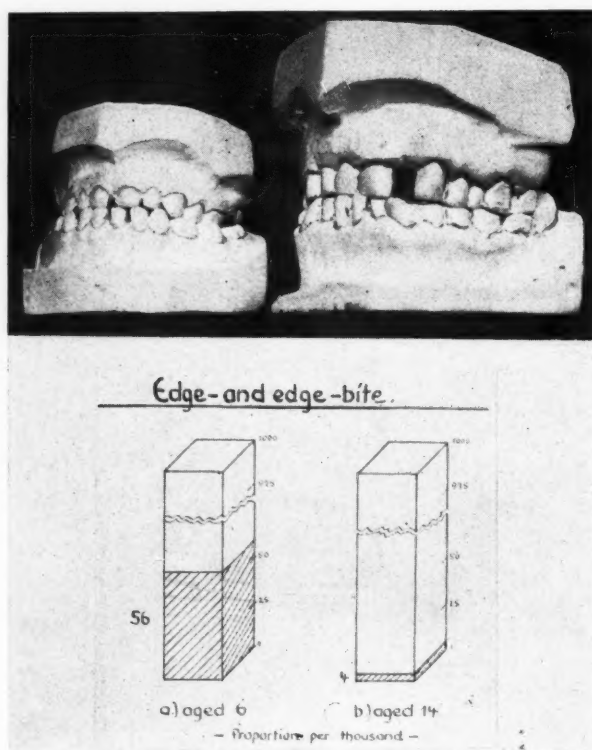 Edge- and edge-bite.
1000
975
50
25
56
1000
975
50
25
4
a) aged 6
b) aged 14
- Proportion per thousand -